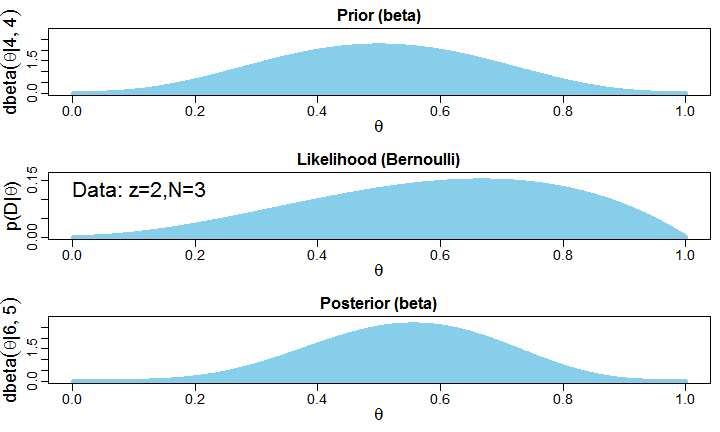 Prior (beta)
dbeta(θ|4, 4)
0.0 1.5
0.0 0.2 0.4 0.6 0.8 1.0
θ
Likelihood (Bernoulli)
p(D|θ)
0.00 0.15
Data: z=2,N=3
0.0 0.2 0.4 0.6 0.8 1.0
θ
Posterior (beta)
dbeta(θ|6, 5)
0.0 1.5
0.0 0.2 0.4 0.6 0.8 1.0
θ